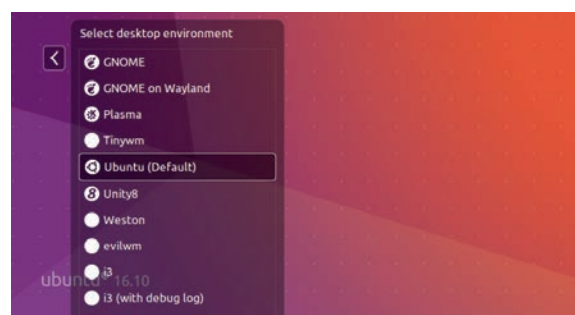 Select desktop environment
GNOME
GNOME on Wayland
Plasma
Tinywm
Ubuntu (Default)
Unity8
Weston
evilwm
i3
ubuntu® 16.10
i3 (with debug log)